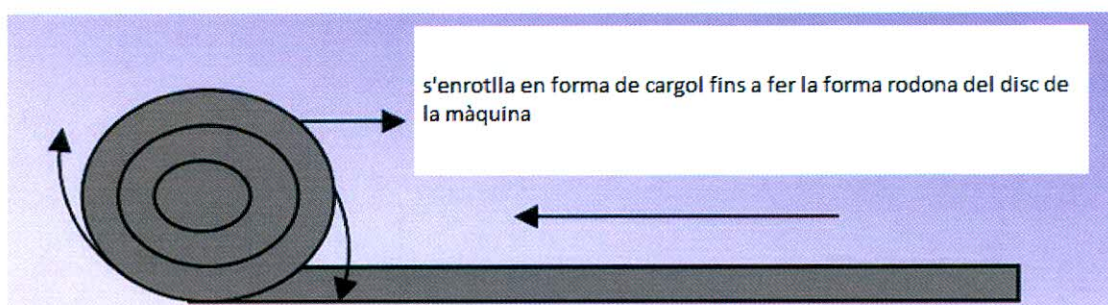 s'enrotlla en forma de cargol fins a fer la forma rodona del disc de
la màquina